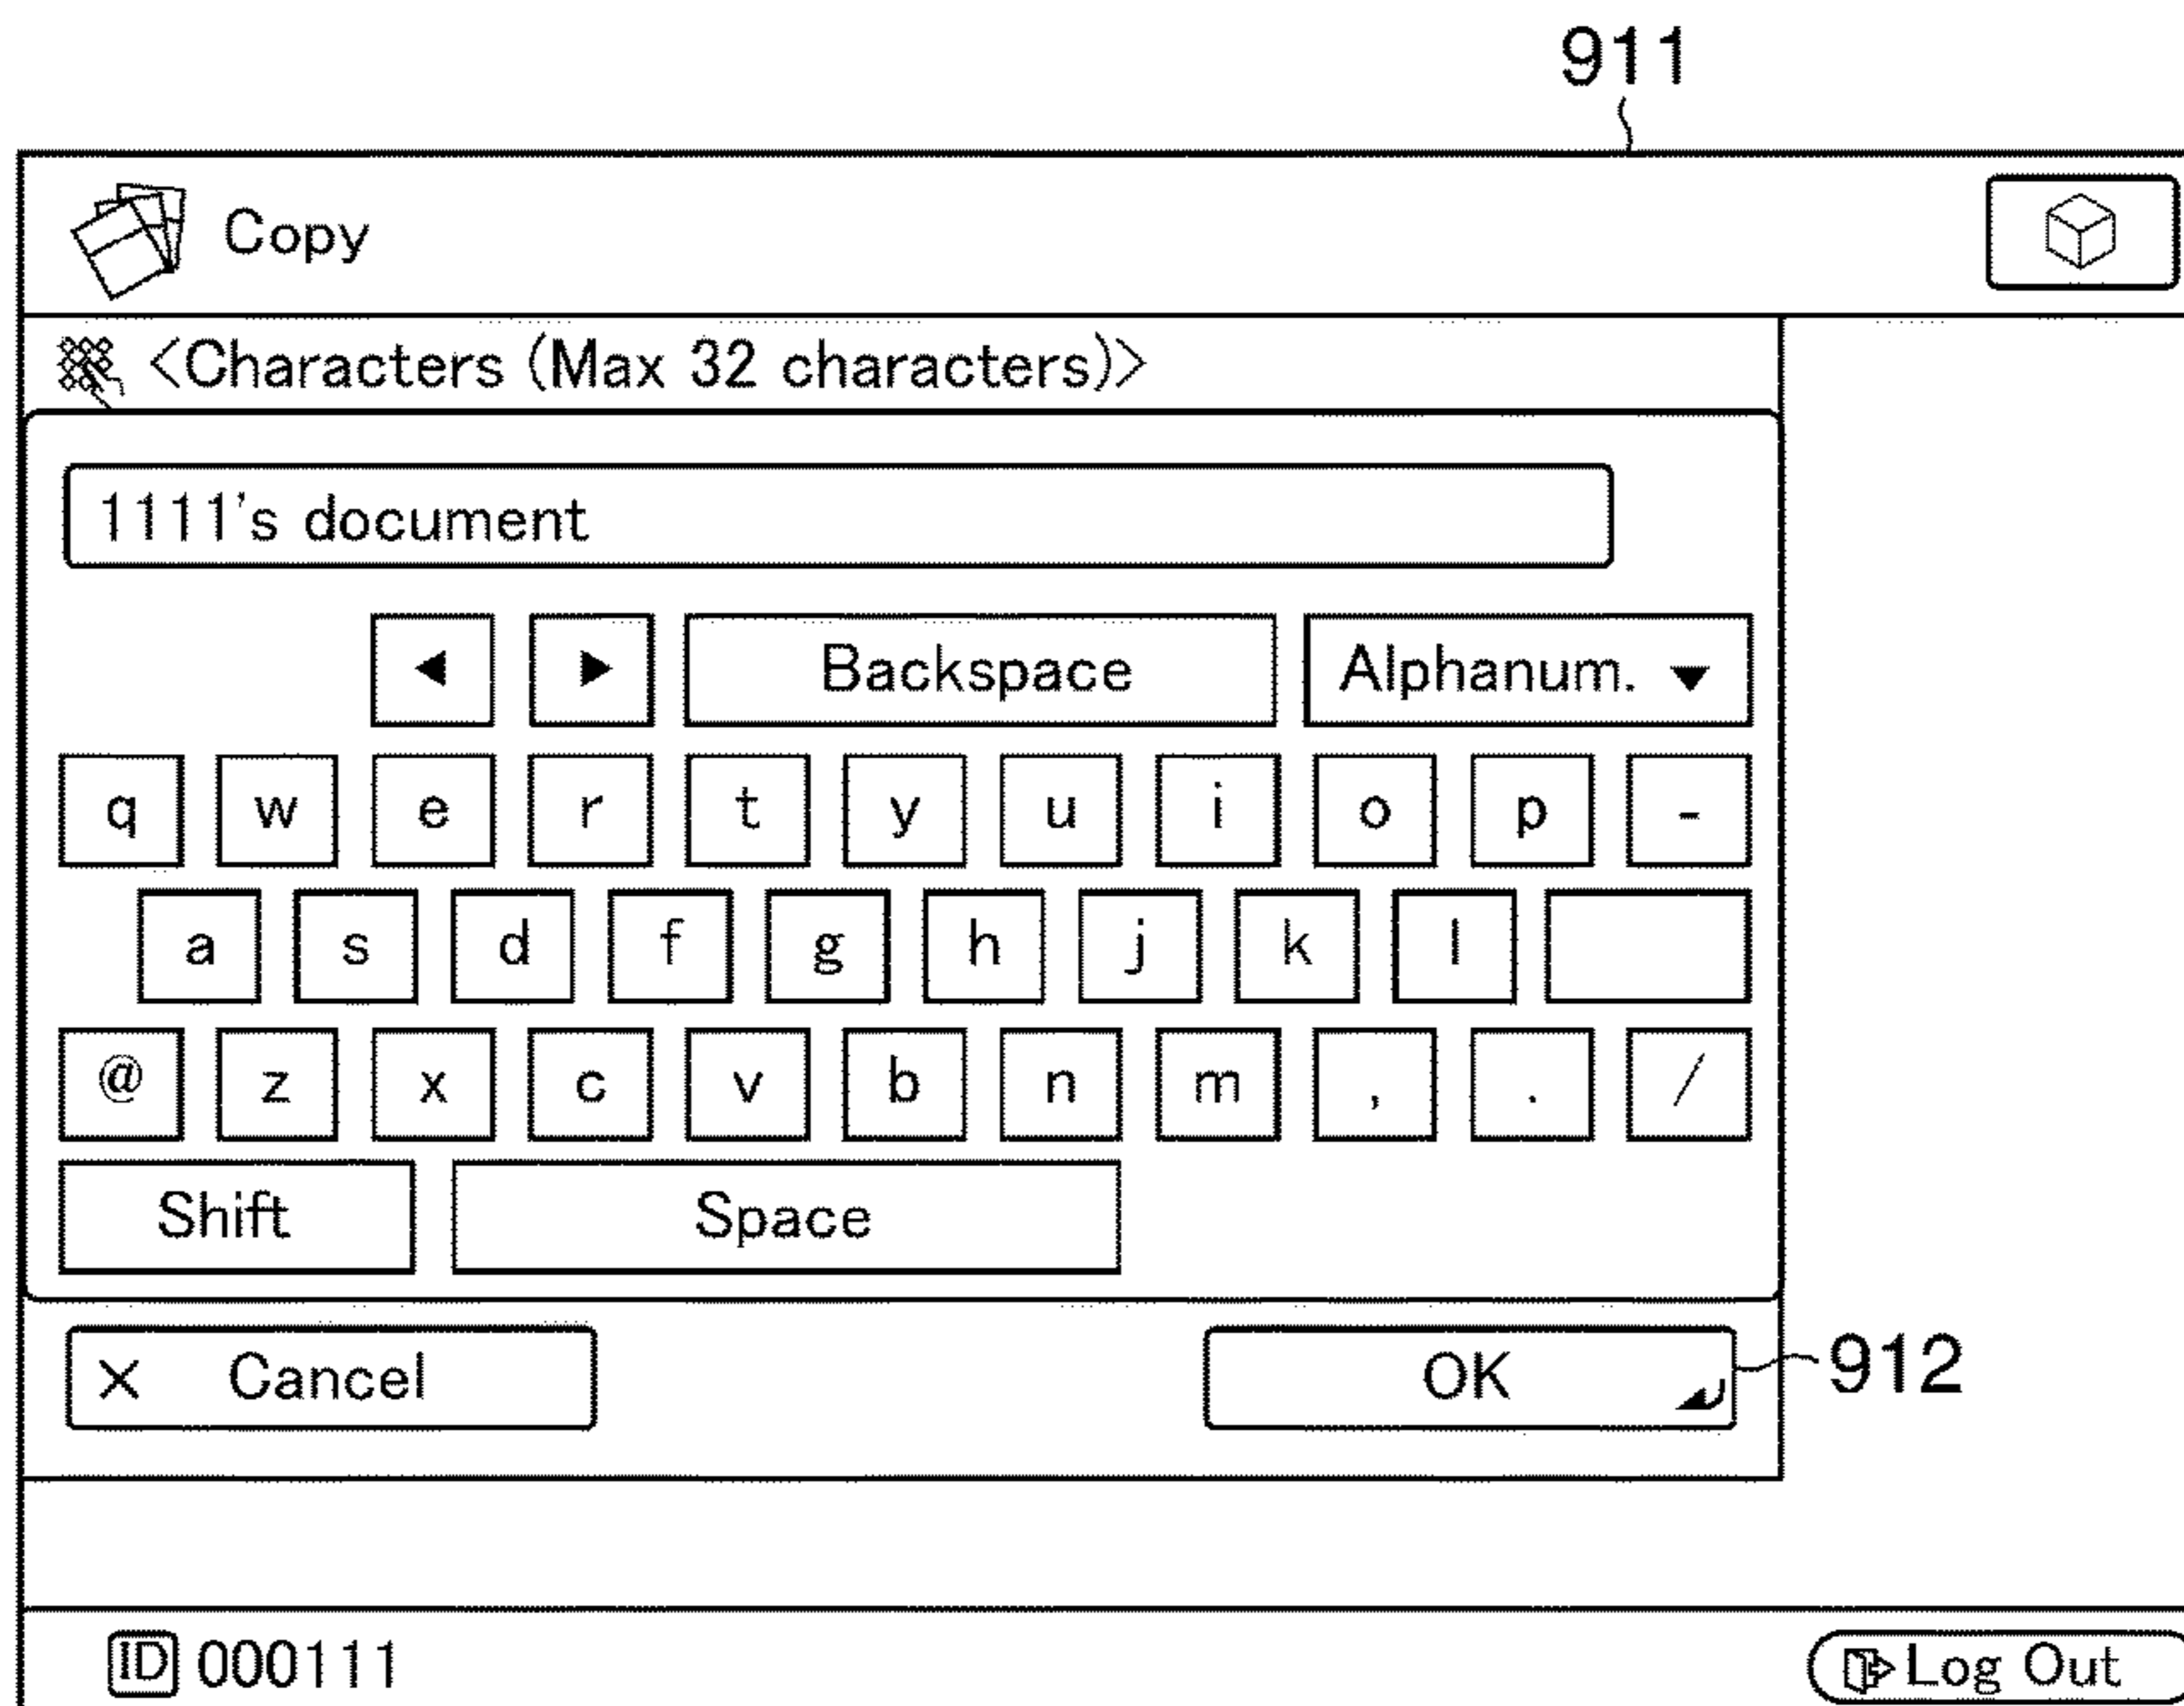 911
Copy
<Characters (Max 32 characters)>
1111's document
◄ ► Backspace Alphanum. ▼
q w e r t y u i o p -
a s d f g h j k l
@ z x c v b n m , . /
Shift Space
× Cancel OK 912
ID 000111 Log Out